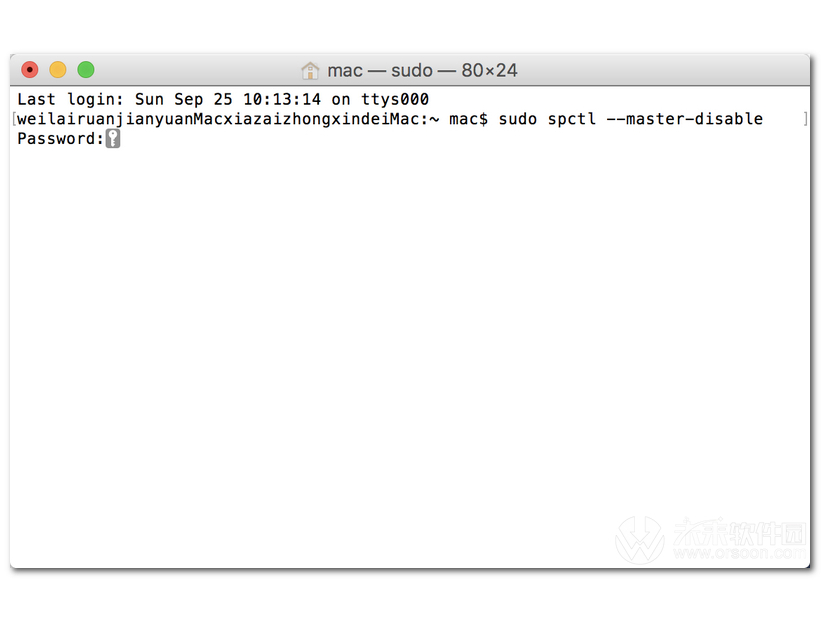 mac — sudo — 80×24
Last login: Sun Sep 25 10:13:14 on ttys000
[weilairuanjianyuanMacxiazaizhongxindeiMac:~ mac$ sudo spctl --master-disable ]
Password:
未来软件园
www.orsoon.com